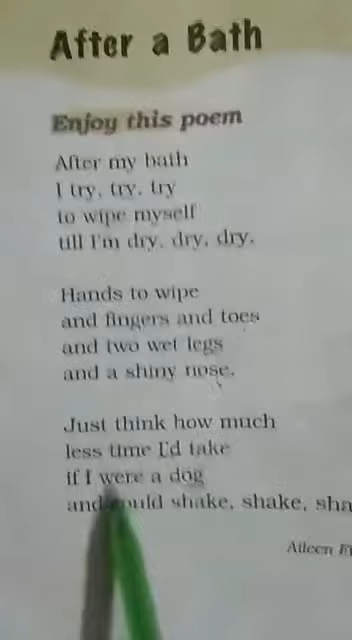 After a Bath
Enjoy this poem
After my bath
I try, try, try
to wipe myself
till I'm dry, dry, dry.
Hands to wipe
and fingers and toes
and two wet legs
and a shiny nose.
Just think how much
less time I'd take
if I were a dog
and could shake, shake, sha
Aileen